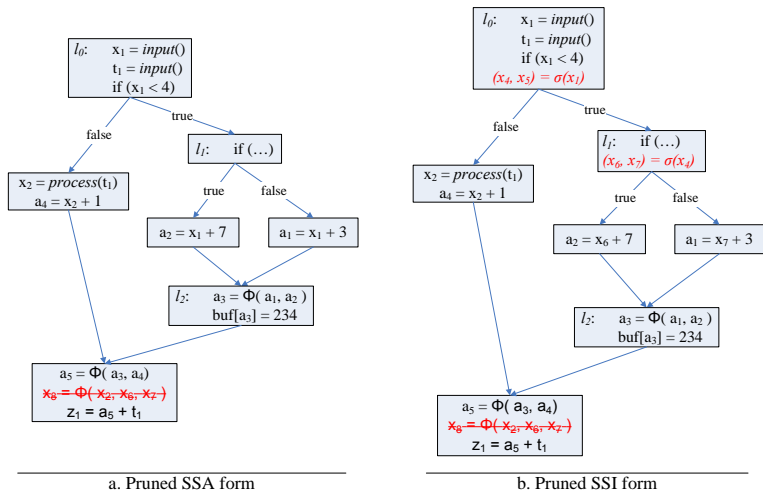 l0: x1 = input()
t1 = input()
if (x1 < 4)
false
true
l1: if (…)
x2 = process(t1)
a4 = x2 + 1
true
false
a2 = x1 + 7
a1 = x1 + 3
l2: a3 = Φ( a1, a2 )
buf[a3] = 234
a5 = Φ( a3, a4)
x8 = Φ( x2, x6, x7 )
z1 = a5 + t1
a. Pruned SSA form
l0: x1 = input()
t1 = input()
if (x1 < 4)
(x4, x5) = σ(x1)
false
true
l1: if (…)
(x6, x7) = σ(x4)
x2 = process(t1)
a4 = x2 + 1
true
false
a2 = x6 + 7
a1 = x7 + 3
l2: a3 = Φ( a1, a2 )
buf[a3] = 234
a5 = Φ( a3, a4)
x8 = Φ( x2, x6, x7 )
z1 = a5 + t1
b. Pruned SSI form